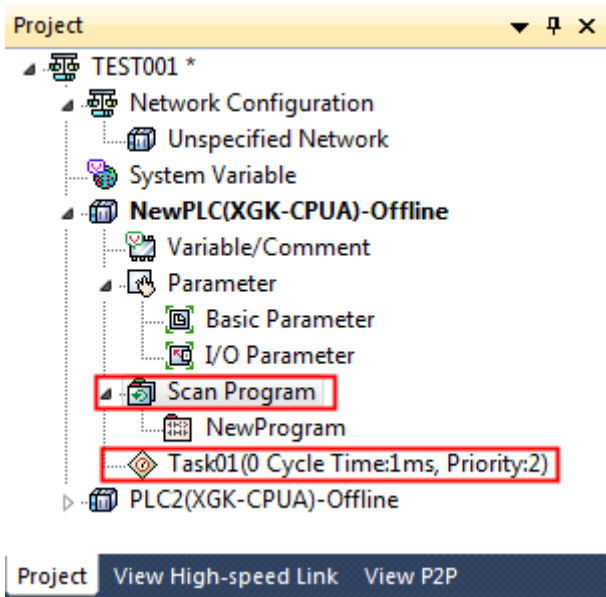 Project
TEST001 *
Network Configuration
Unspecified Network
System Variable
NewPLC(XGK-CPUA)-Offline
Variable/Comment
Parameter
Basic Parameter
I/O Parameter
Scan Program
NewProgram
Task01(0 Cycle Time:1ms, Priority:2)
PLC2(XGK-CPUA)-Offline
Project View High-speed Link View P2P